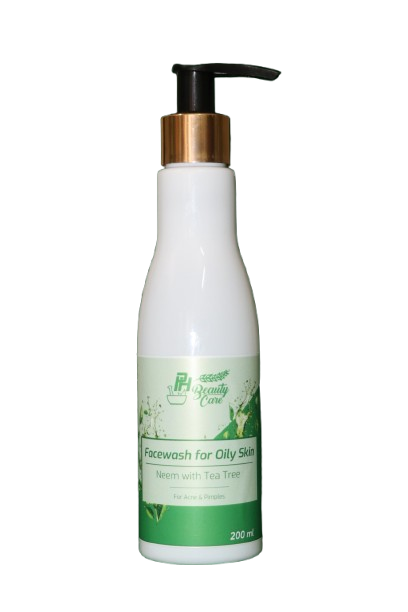 PH Beauty
Care
Facewash for Oily Skin
Neem with Tea Tree
For Acne & Pimples
200 ml